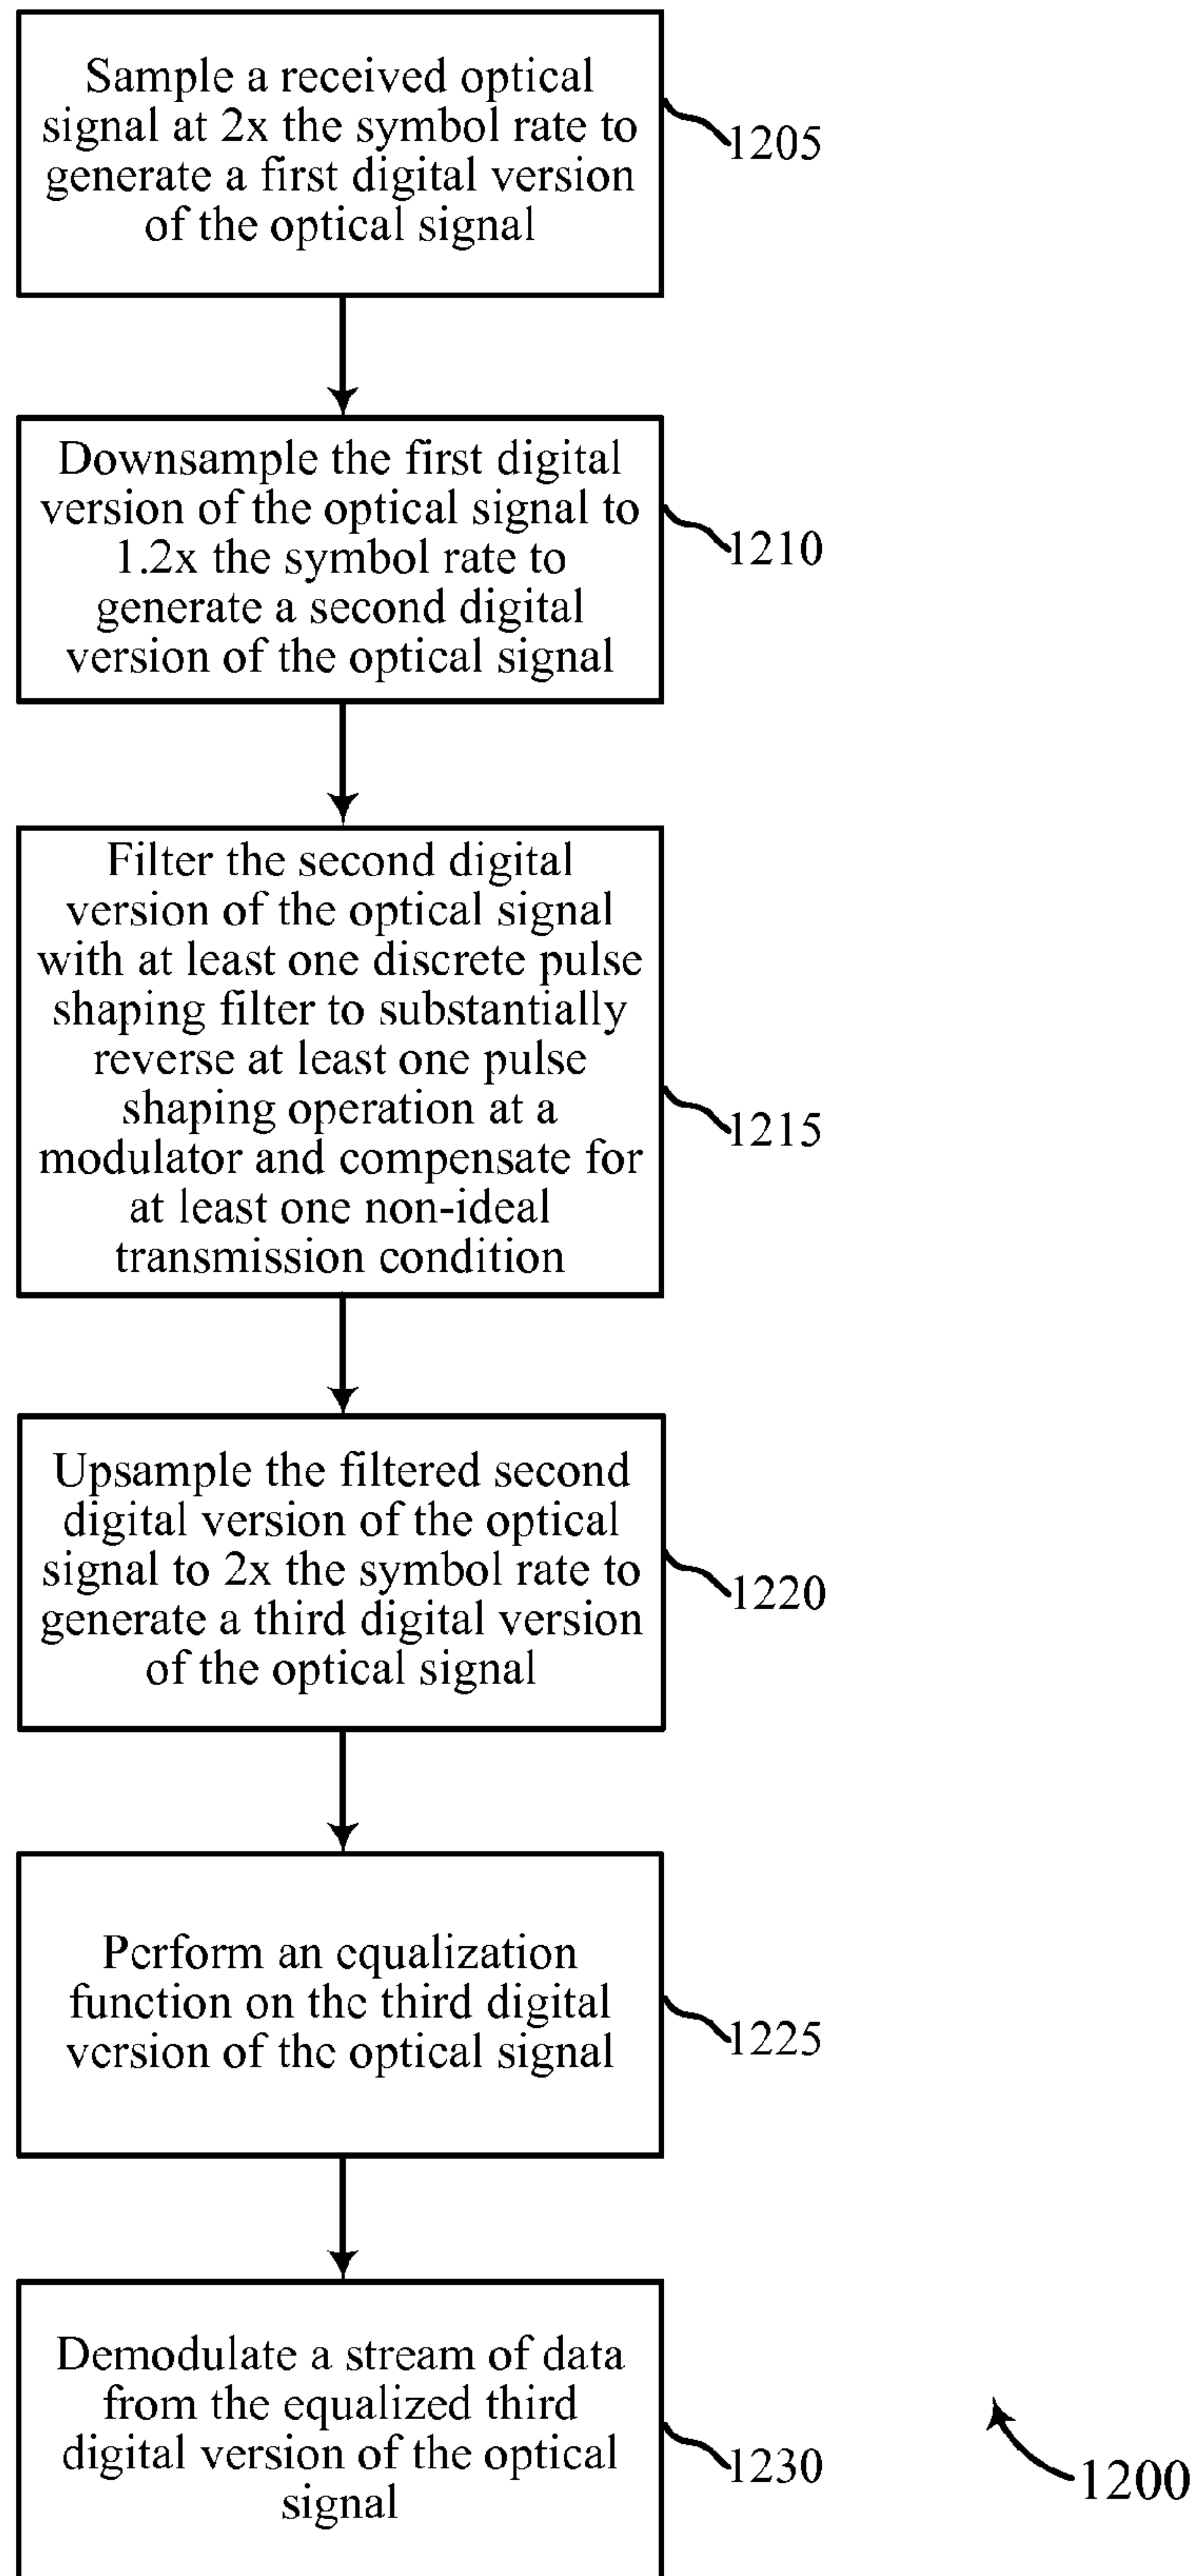 Sample a received optical
signal at 2x the symbol rate to
generate a first digital version
of the optical signal
1205
Downsample the first digital
version of the optical signal to
1.2x the symbol rate to
generate a second digital
version of the optical signal
1210
Filter the second digital
version of the optical signal
with at least one discrete pulse
shaping filter to substantially
reverse at least one pulse
shaping operation at a
modulator and compensate for
at least one non-ideal
transmission condition
1215
Upsample the filtered second
digital version of the optical
signal to 2x the symbol rate to
generate a third digital version
of the optical signal
1220
Perform an equalization
function on the third digital
version of the optical signal
1225
Demodulate a stream of data
from the equalized third
digital version of the optical
signal
1230
1200